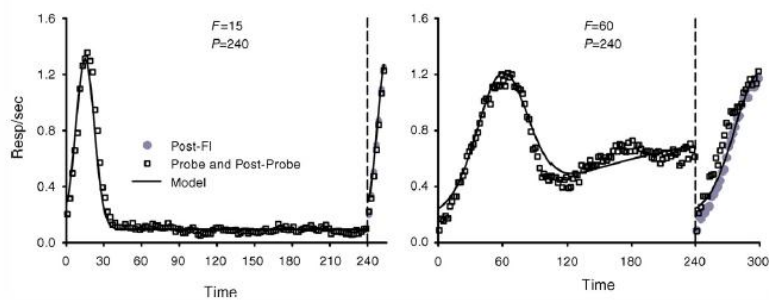 F=15
P=240
Resp/sec
1.6
1.2
0.8
0.4
0.0
Post-FI
Probe and Post-Probe
Model
0 30 60 90 120 150 180 210 240
Time
F=60
P=240
1.6
1.2
0.8
0.4
0.0
0 60 120 180 240 300
Time